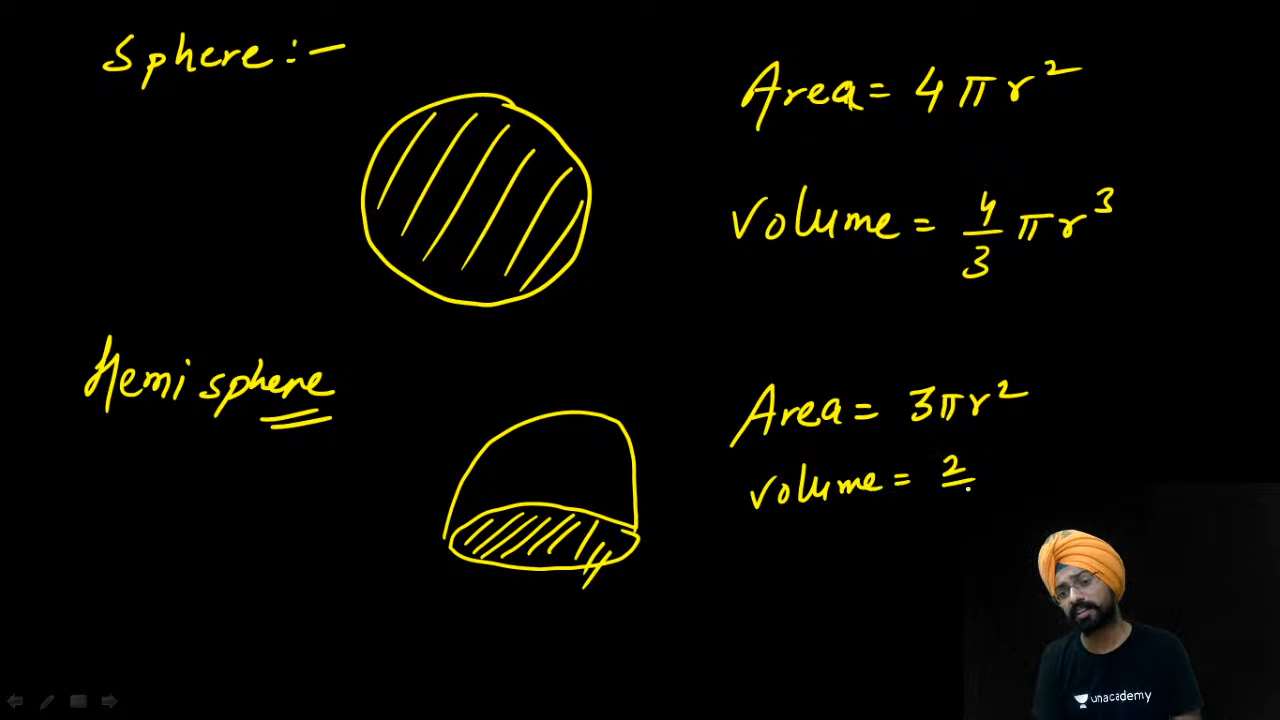 Sphere :-
Area = 4πr²
Volume = 4/3 πr³
Hemisphere
Area = 3πr²
Volume = 2/
unacademy